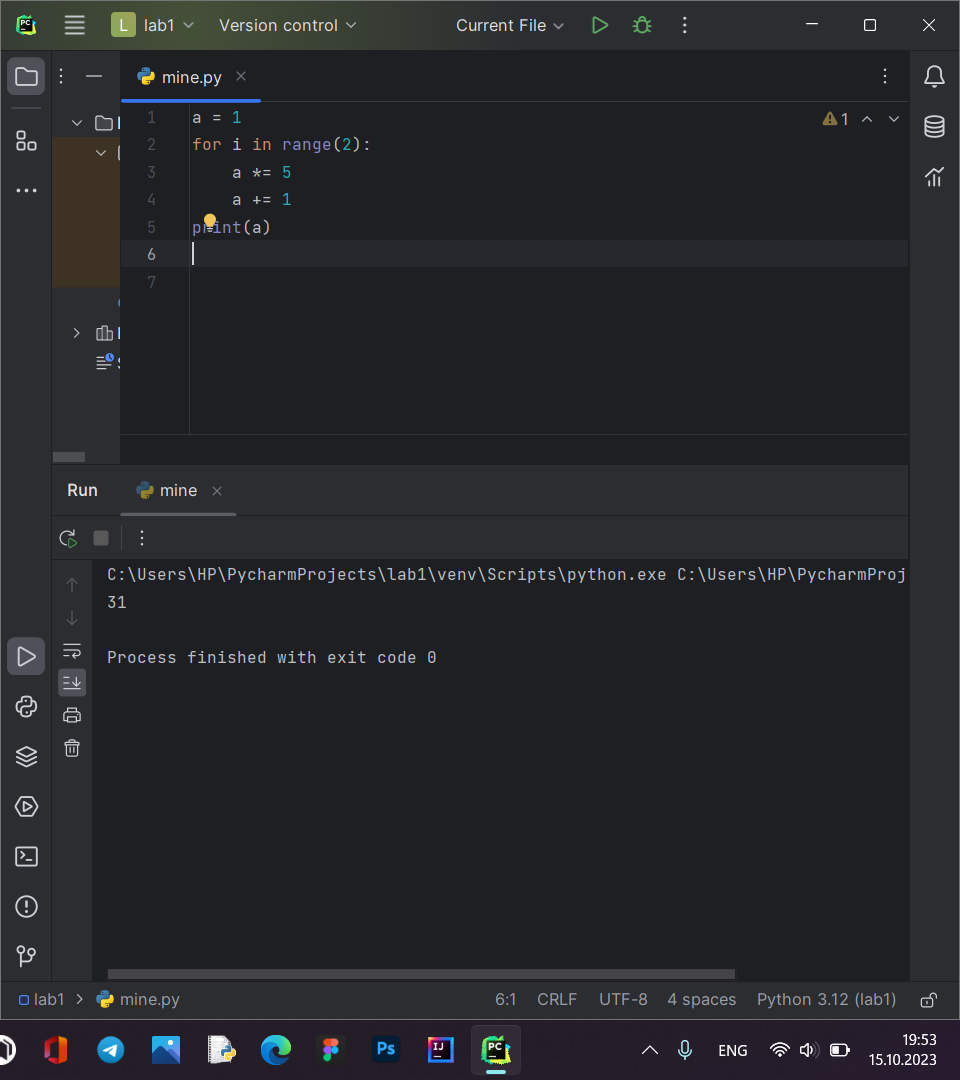 PC
L lab1 Version control Current File
mine.py
1 a = 1
2 for i in range(2):
3 a *= 5
4 a += 1
5 print(a)
6
7
1
Run mine
C:\Users\HP\PycharmProjects\lab1\venv\Scripts\python.exe C:\Users\HP\PycharmProj
31
Process finished with exit code 0
lab1 > mine.py 6:1 CRLF UTF-8 4 spaces Python 3.12 (lab1)
Ps IJ PC ENG 19:53
15.10.2023